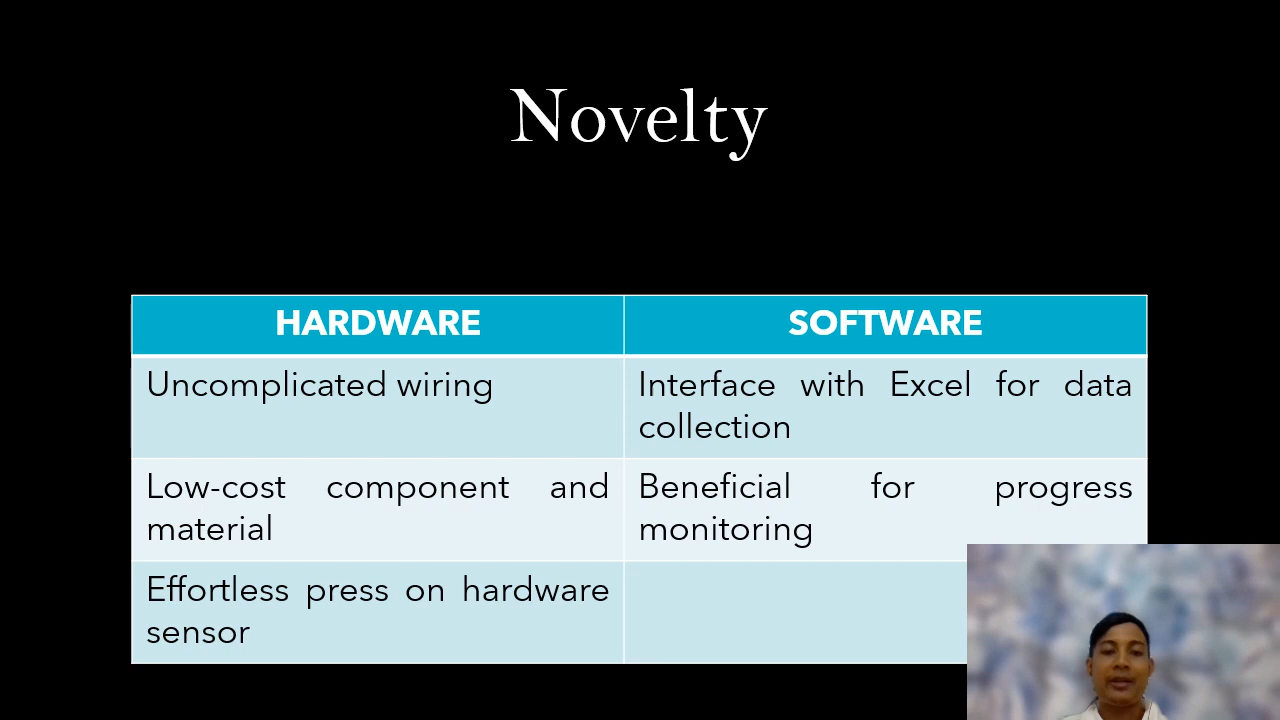 Novelty
HARDWARE
SOFTWARE
Uncomplicated wiring
Interface with Excel for data
collection
Low-cost component and
material
Beneficial for progress
monitoring
Effortless press on hardware
sensor